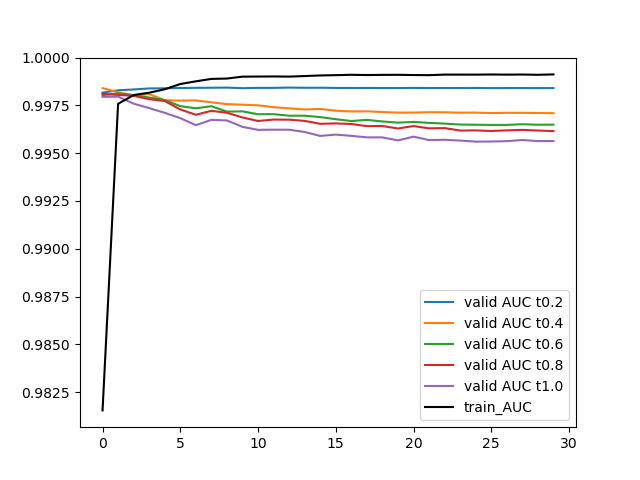 1.0000
0.9975
0.9950
0.9925
0.9900
0.9875
0.9850
0.9825
0 5 10 15 20 25 30
valid AUC t0.2
valid AUC t0.4
valid AUC t0.6
valid AUC t0.8
valid AUC t1.0
train_AUC